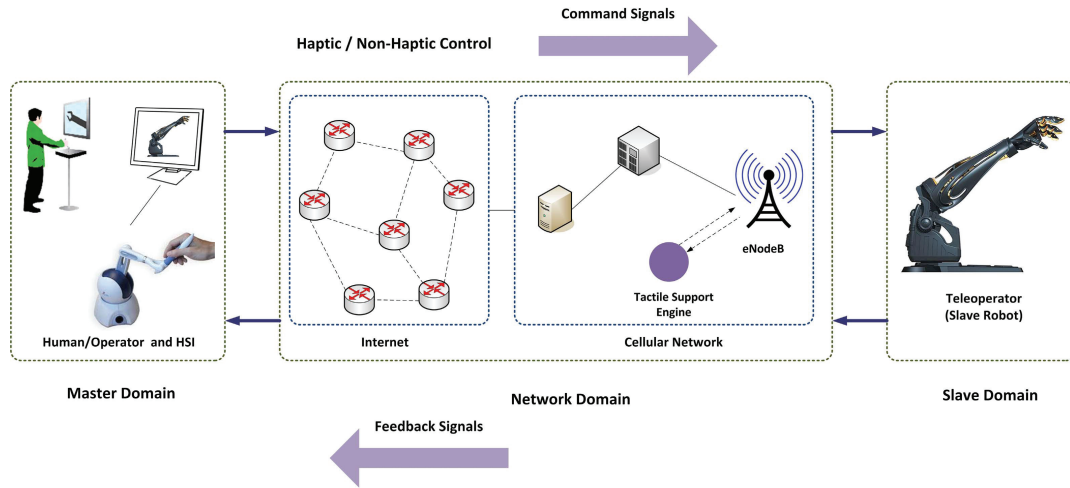 Command Signals
Haptic / Non-Haptic Control
eNodeB
Tactile Support
Engine
Teleoperator
(Slave Robot)
Human/Operator and HSI
Internet
Cellular Network
Master Domain
Network Domain
Slave Domain
Feedback Signals